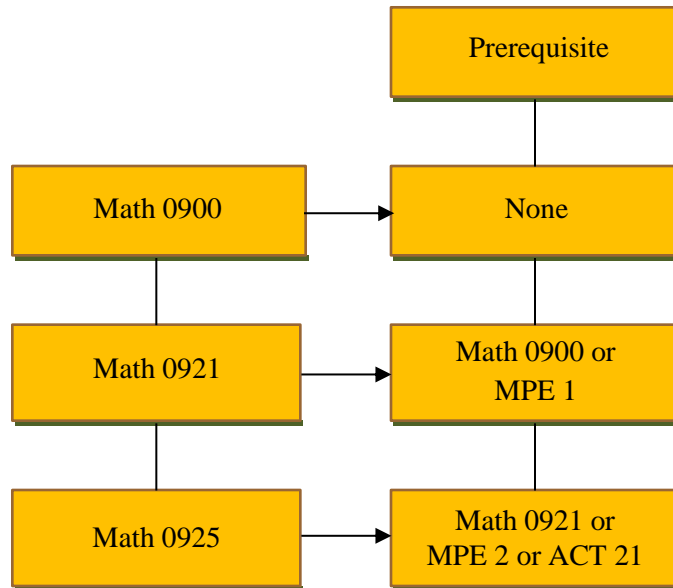 Prerequisite
Math 0900
None
Math 0921
Math 0900 or
MPE 1
Math 0925
Math 0921 or
MPE 2 or ACT 21